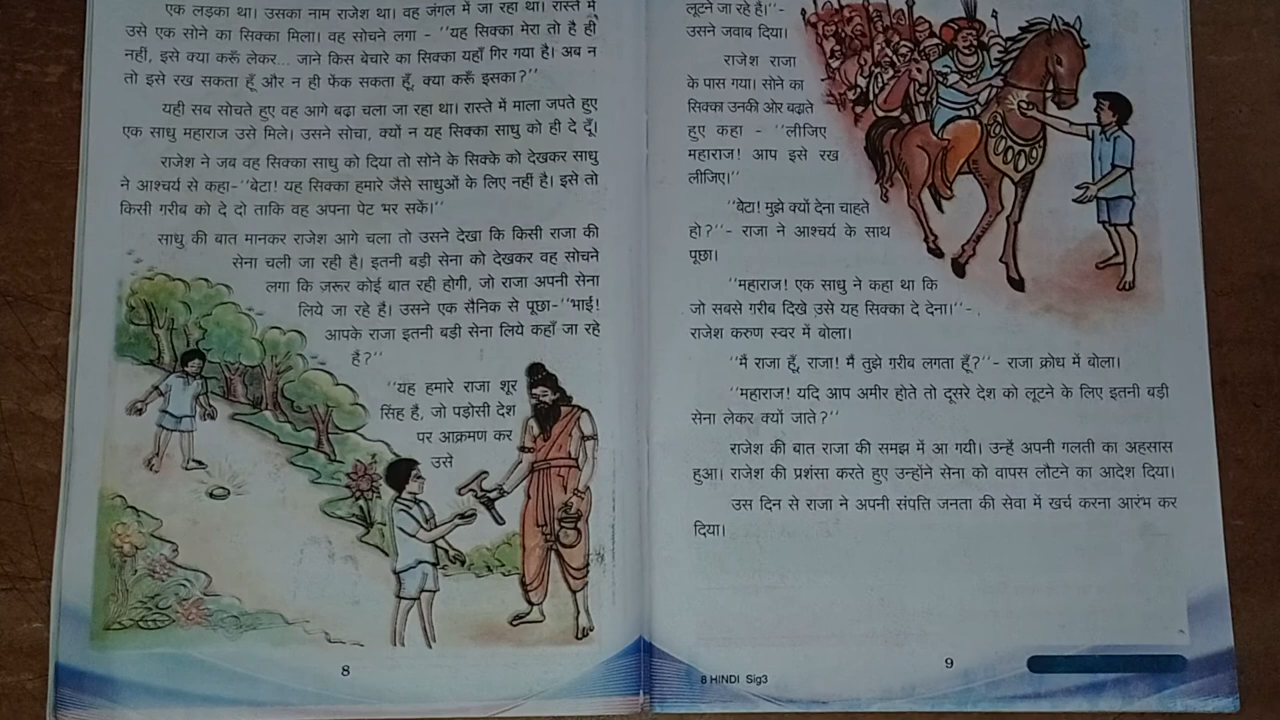 एक लड़का था। उसका नाम राजेश था। वह जंगल में जा रहा था। रास्ते में
उसे एक सोने का सिक्का मिला। वह सोचने लगा - ''यह सिक्का मेरा तो है ही
नहीं, इसे क्या करूँ लेकर... जाने किस बेचारे का सिक्का यहाँ गिर गया है। अब न
तो इसे रख सकता हूँ और न ही फेंक सकता हूँ, क्या करूँ इसका?''
यही सब सोचते हुए वह आगे बढ़ा चला जा रहा था। रास्ते में माला जपते हुए
एक साधु महाराज उसे मिले। उसने सोचा, क्यों न यह सिक्का साधु को ही दे दूँ।
राजेश ने जब वह सिक्का साधु को दिया तो सोने के सिक्के को देखकर साधु
ने आश्चर्य से कहा-''बेटा! यह सिक्का हमारे जैसे साधुओं के लिए नहीं है। इसे तो
किसी गरीब को दे दो ताकि वह अपना पेट भर सकें।''
साधु की बात मानकर राजेश आगे चला तो उसने देखा कि किसी राजा की
सेना चली जा रही है। इतनी बड़ी सेना को देखकर वह सोचने
लगा कि ज़रूर कोई बात रही होगी, जो राजा अपनी सेना
लिये जा रहे हैं। उसने एक सैनिक से पूछा-''भाई!
आपके राजा इतनी बड़ी सेना लिये कहाँ जा रहे
हैं?''
''यह हमारे राजा शूर
सिंह है, जो पड़ोसी देश
पर आक्रमण कर
उसे
8
लूटने जा रहे है।''-
उसने जवाब दिया।
राजेश राजा
के पास गया। सोने का
सिक्का उनकी ओर बढ़ाते
हुए कहा - ''लीजिए
महाराज! आप इसे रख
लीजिए।''
''बेटा! मुझे क्यों देना चाहते
हो?''- राजा ने आश्चर्य के साथ
पूछा।
''महाराज! एक साधु ने कहा था कि
जो सबसे गरीब दिखे उसे यह सिक्का दे देना।''-
राजेश करुण स्वर में बोला।
''मैं राजा हूँ, राजा! मैं तुझे गरीब लगता हूँ?''- राजा क्रोध में बोला।
''महाराज! यदि आप अमीर होते तो दूसरे देश को लूटने के लिए इतनी बड़ी
सेना लेकर क्यों जाते?''
राजेश की बात राजा की समझ में आ गयी। उन्हें अपनी गलती का अहसास
हुआ। राजेश की प्रशंसा करते हुए उन्होंने सेना को वापस लौटने का आदेश दिया।
उस दिन से राजा ने अपनी संपत्ति जनता की सेवा में खर्च करना आरंभ कर
दिया।
9
8 HINDI Sig3